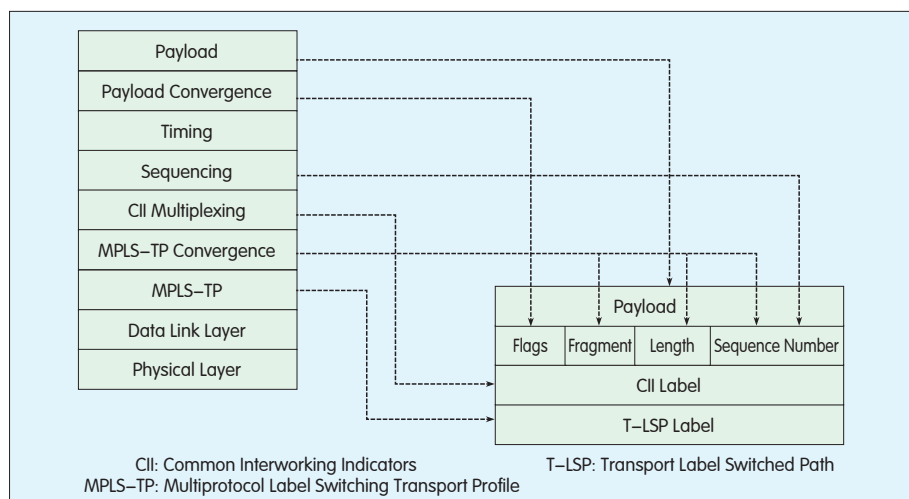 Payload
Payload Convergence
Timing
Sequencing
CII Multiplexing
MPLS–TP Convergence
MPLS–TP
Data Link Layer
Physical Layer
Payload
Flags Fragment Length Sequence Number
CII Label
T–LSP Label
CII: Common Interworking Indicators T–LSP: Transport Label Switched Path
MPLS–TP: Multiprotocol Label Switching Transport Profile